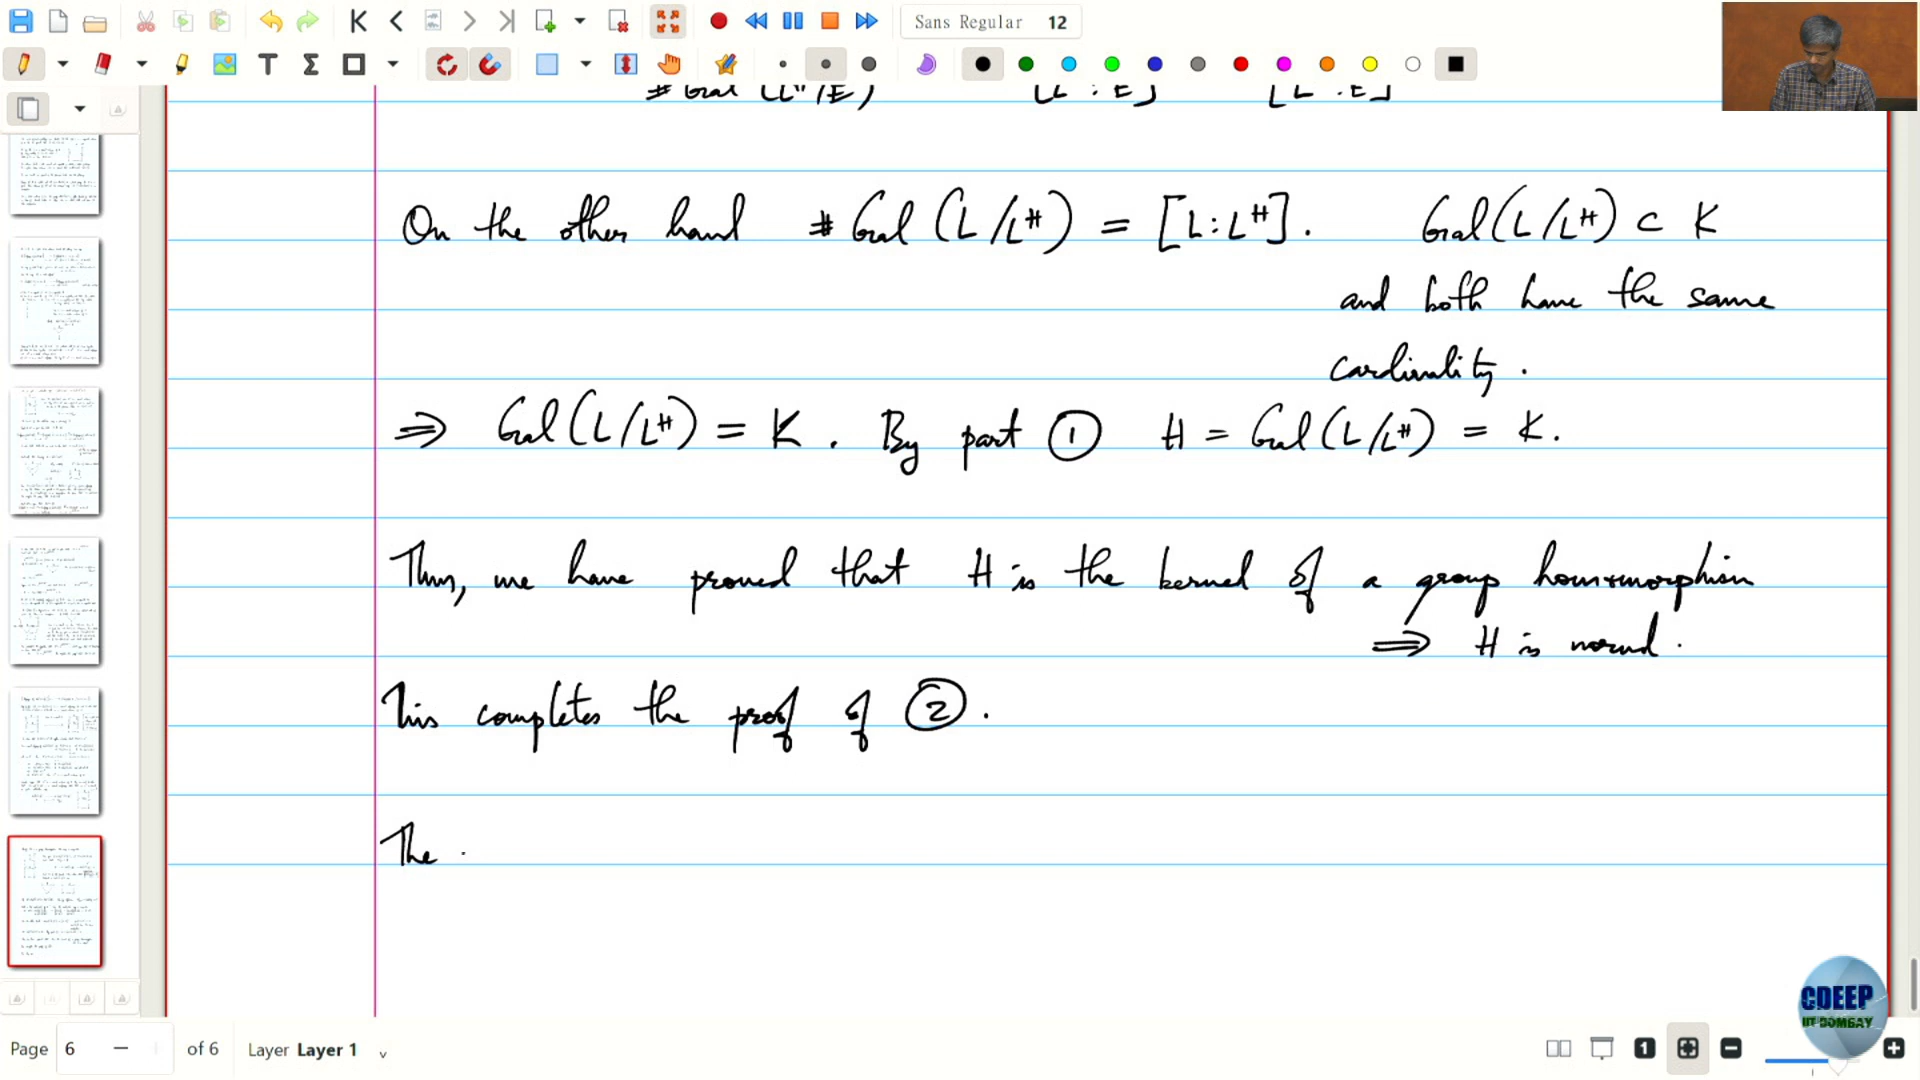 Sans Regular 12
# Gal (L^H/E) [L : E] [L : E]
On the other hand # Gal (L/L^H) = [L:L^H]. Gal(L/L^H) ⊂ K
and both have the same
cardinality.
⇒ Gal(L/L^H) = K. By part ① H = Gal(L/L^H) = K.
Thus, we have proved that H is the kernel of a group homomorphism
⇒ H is normal.
This completes the proof of ②.
The
CDEEP
IIT BOMBAY
Page 6 of 6 Layer Layer 1